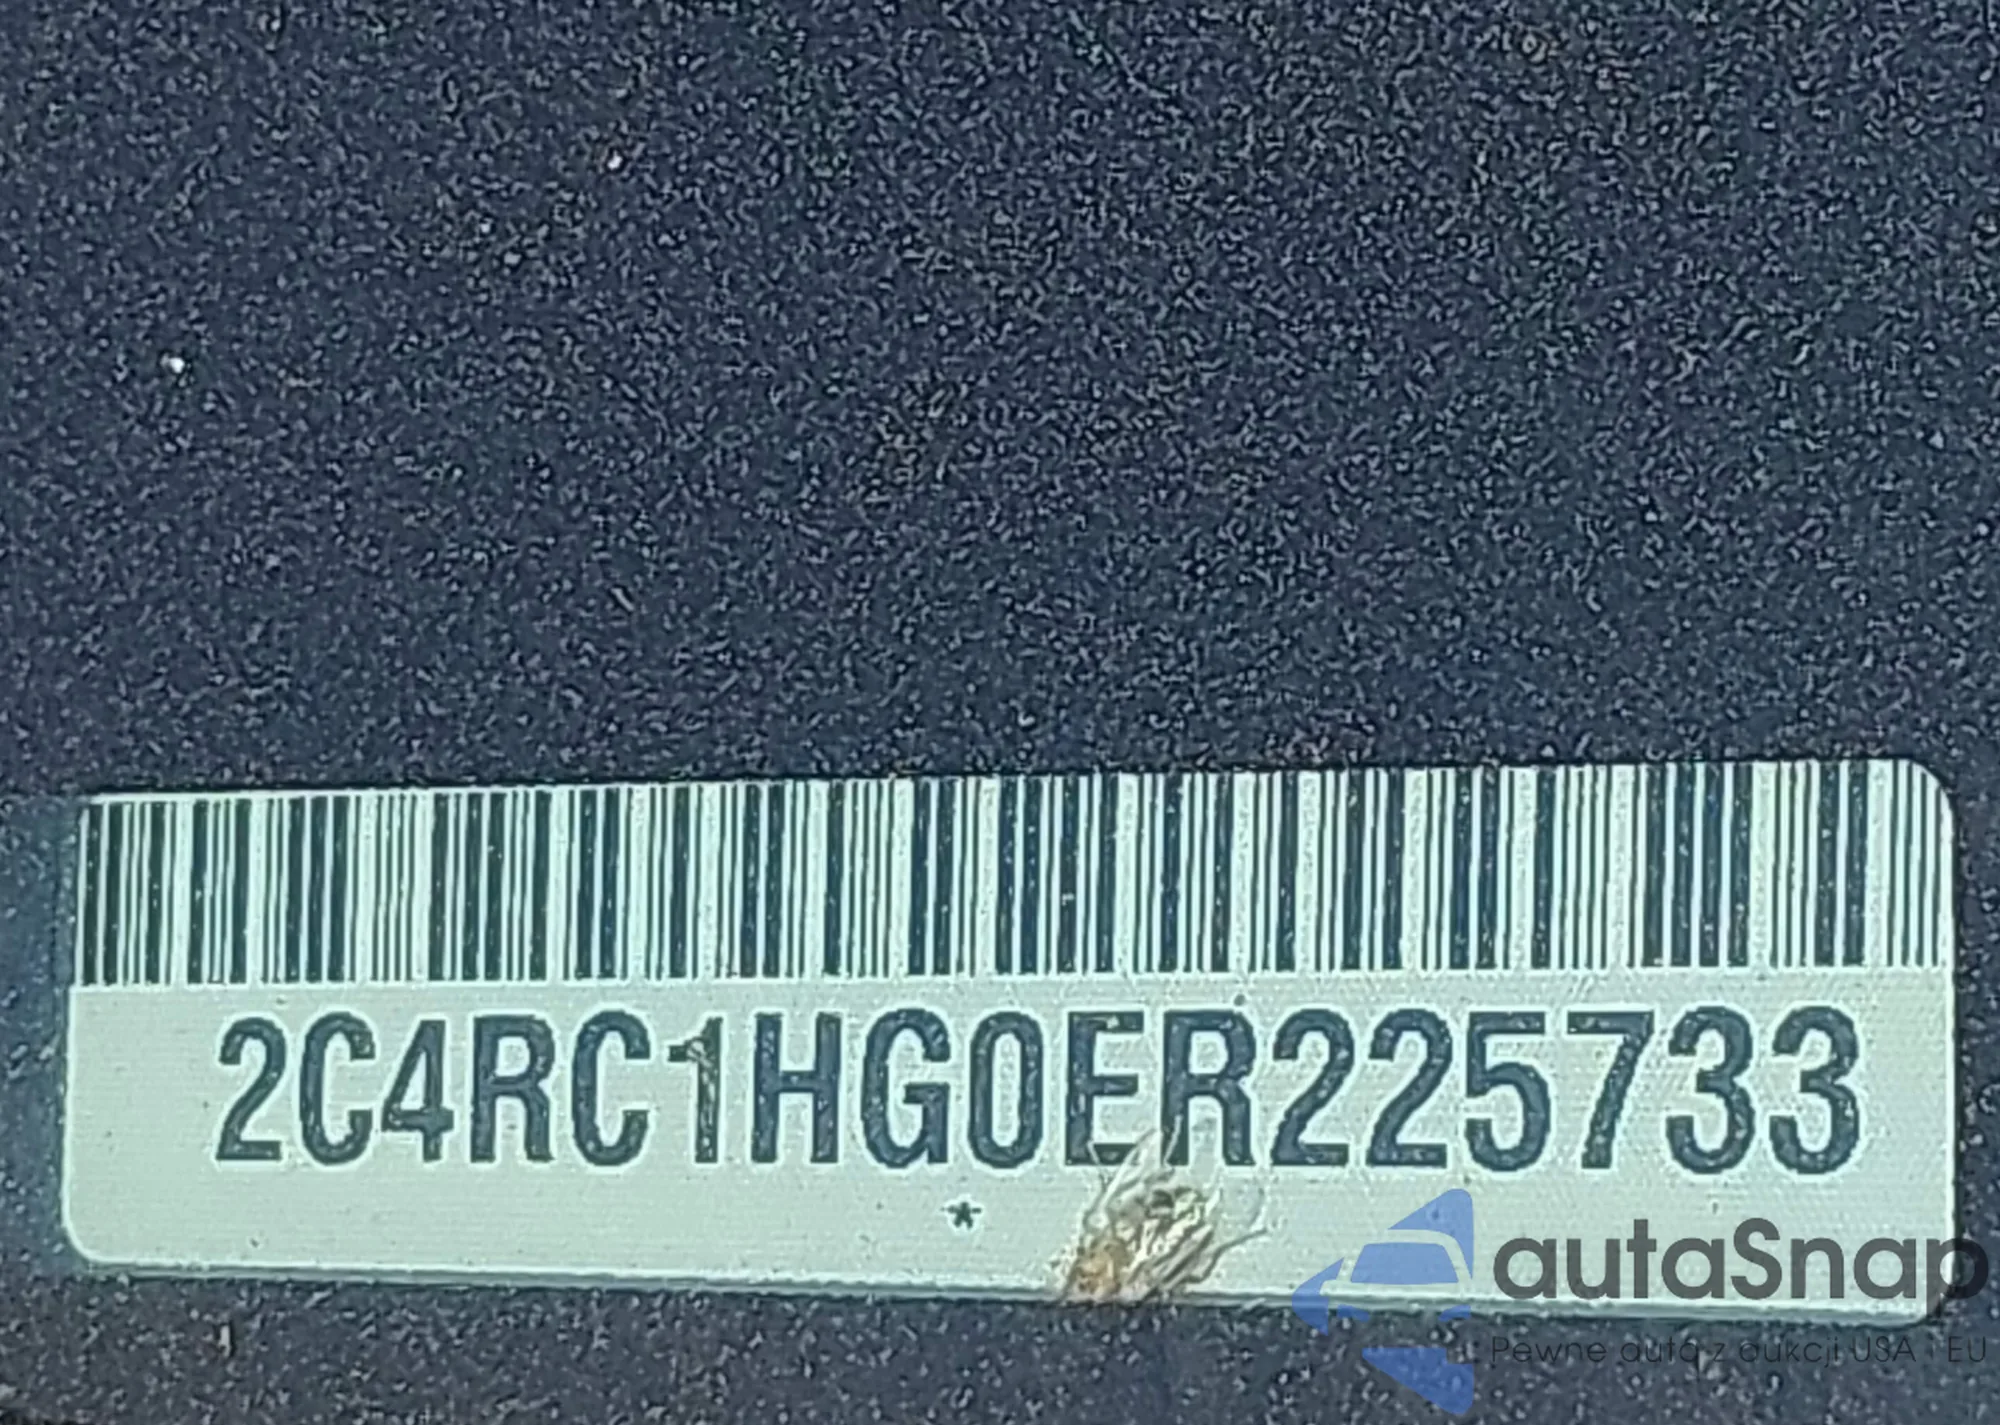 2C4RC1HG0ER225733
*
autaSnap
Pewne auta z aukcji USA i EU